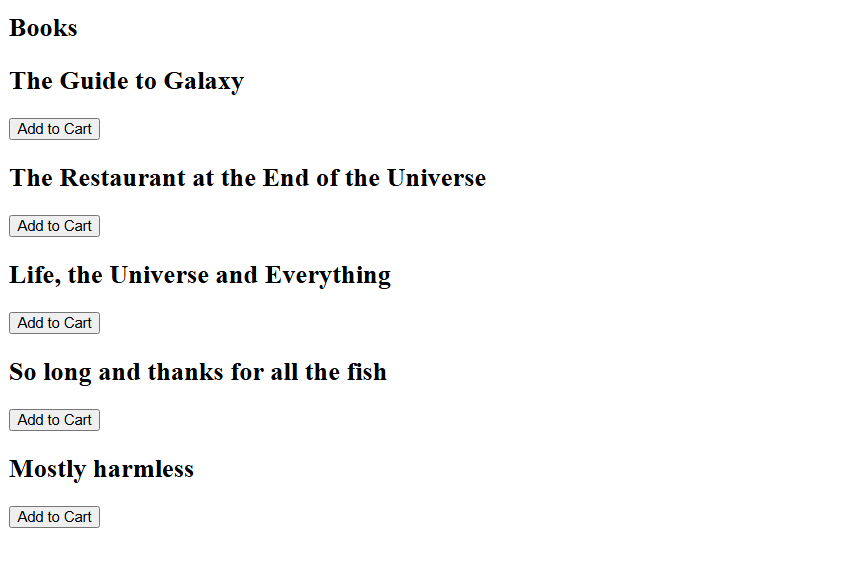 Books
The Guide to Galaxy
Add to Cart
The Restaurant at the End of the Universe
Add to Cart
Life, the Universe and Everything
Add to Cart
So long and thanks for all the fish
Add to Cart
Mostly harmless
Add to Cart